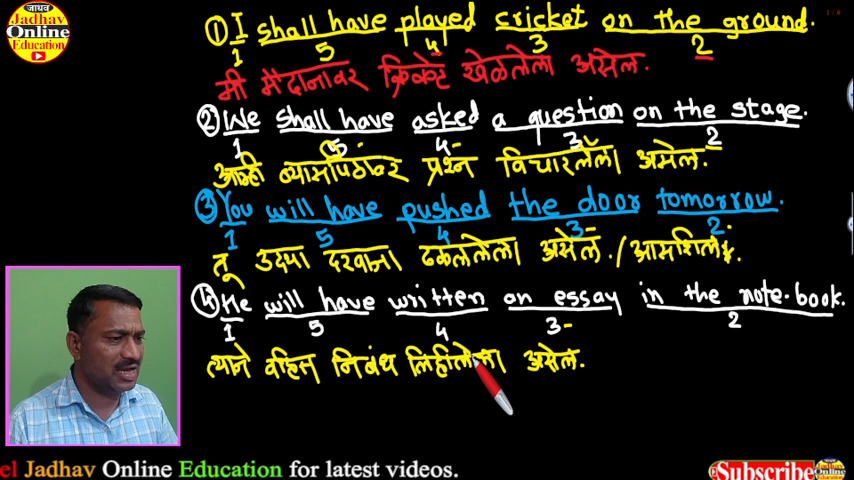 जाधव
Jadhav
Online
Education
① I shall have played cricket on the ground.
1 5 4 3 2
मी मैदानावर क्रिकेट खेळलेला असेल.
② We shall have asked a question on the stage.
1 5 4 3 2
आम्ही व्यासपिठावर प्रश्न विचारलेला असेल.
③ You will have pushed the door tomorrow.
1 5 4 3 2
तू उदया दरवाजा ढकललेला असेल. /
④ He will have written an essay in the note-book.
1 5 4 3 2
त्याने वहित निबंध लिहीलेला असेल.
el Jadhav Online Education for latest videos.
Subscribe